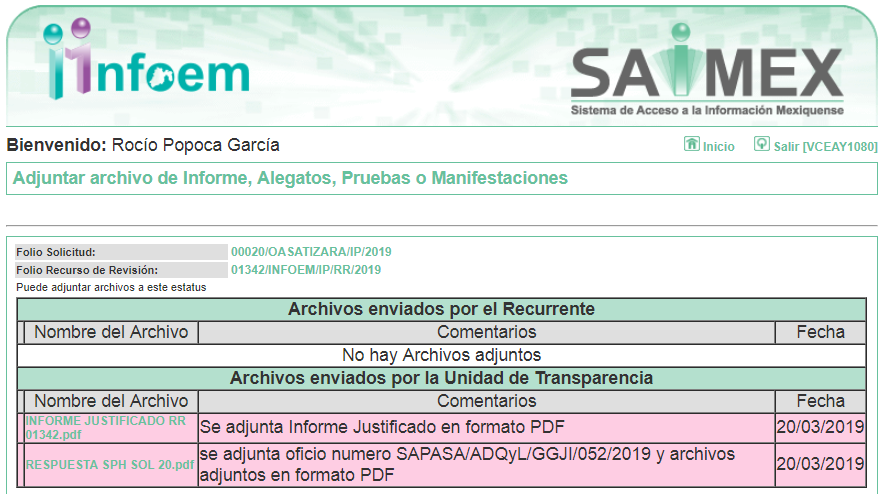 infoem
SAIMEX
Sistema de Acceso a la Información Mexiquense
Bienvenido: Rocío Popoca García
Inicio Salir [VCEAY1080]
Adjuntar archivo de Informe, Alegatos, Pruebas o Manifestaciones
Folio Solicitud: 00020/OASATIZARA/IP/2019
Folio Recurso de Revisión: 01342/INFOEM/IP/RR/2019
Puede adjuntar archivos a este estatus
Archivos enviados por el Recurrente
Nombre del Archivo Comentarios Fecha
No hay Archivos adjuntos
Archivos enviados por la Unidad de Transparencia
Nombre del Archivo Comentarios Fecha
INFORME JUSTIFICADO RR
01342.pdf
Se adjunta Informe Justificado en formato PDF
20/03/2019
RESPUESTA SPH SOL 20.pdf
se adjunta oficio numero SAPASA/ADQyL/GGJI/052/2019 y archivos
adjuntos en formato PDF
20/03/2019